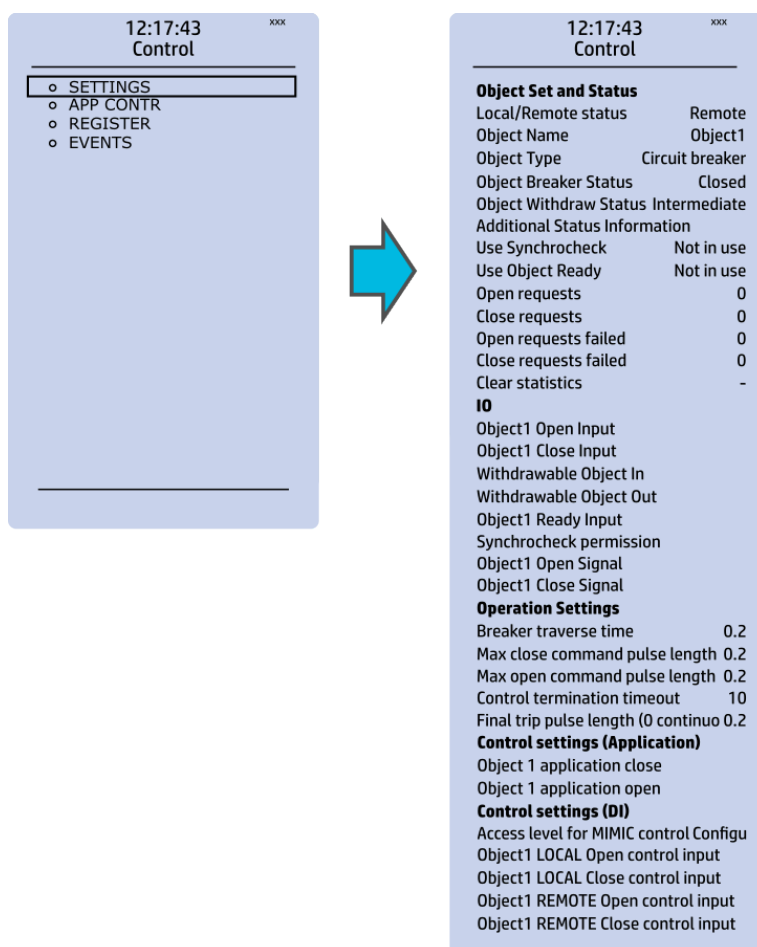 12:17:43 xxx
Control
SETTINGS
APP CONTR
REGISTER
EVENTS
12:17:43 xxx
Control
Object Set and Status
Local/Remote status Remote
Object Name Object1
Object Type Circuit breaker
Object Breaker Status Closed
Object Withdraw Status Intermediate
Additional Status Information
Use Synchrocheck Not in use
Use Object Ready Not in use
Open requests 0
Close requests 0
Open requests failed 0
Close requests failed 0
Clear statistics -
IO
Object1 Open Input
Object1 Close Input
Withdrawable Object In
Withdrawable Object Out
Object1 Ready Input
Synchrocheck permission
Object1 Open Signal
Object1 Close Signal
Operation Settings
Breaker traverse time 0.2
Max close command pulse length 0.2
Max open command pulse length 0.2
Control termination timeout 10
Final trip pulse length (0 continuo 0.2
Control settings (Application)
Object 1 application close
Object 1 application open
Control settings (DI)
Access level for MIMIC control Configu
Object1 LOCAL Open control input
Object1 LOCAL Close control input
Object1 REMOTE Open control input
Object1 REMOTE Close control input